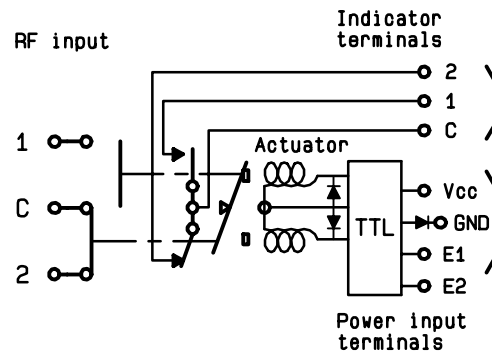 RF input
Indicator
terminals
2
1
C
1
C
2
Actuator
TTL
Vcc
GND
E1
E2
Power input
terminals